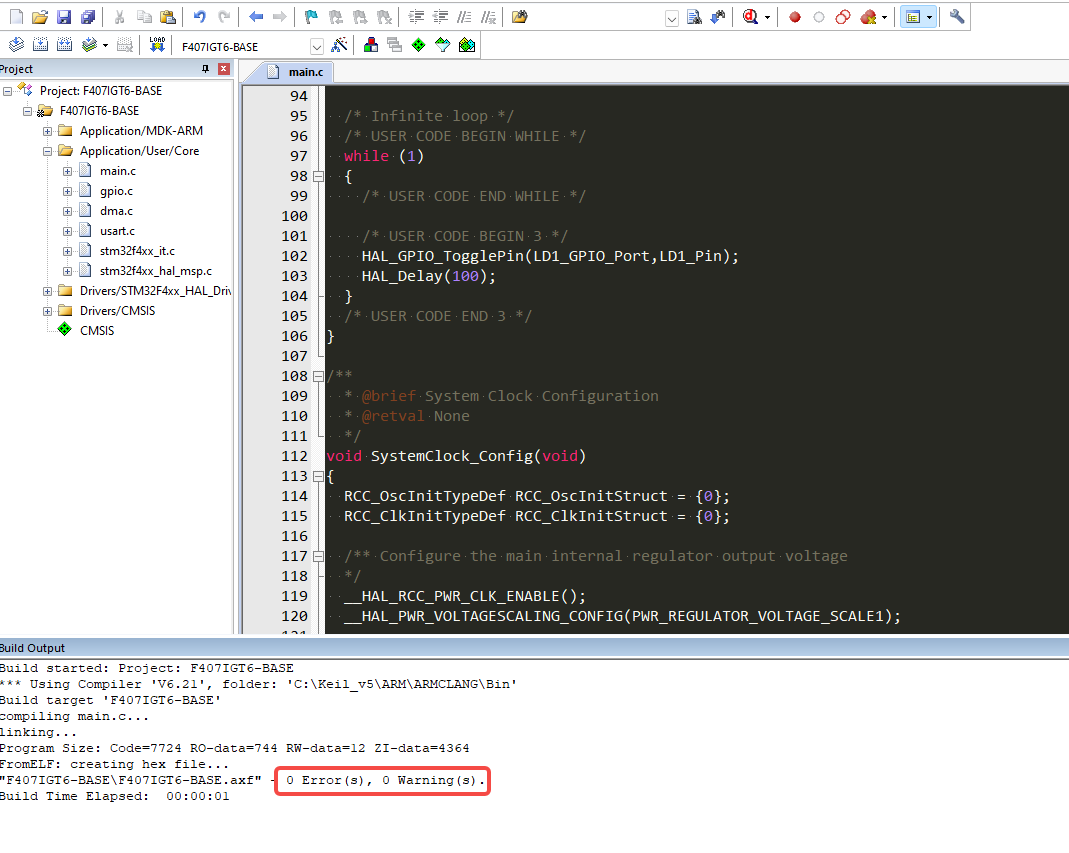 LOAD
F407IGT6-BASE
Project
Project: F407IGT6-BASE
F407IGT6-BASE
Application/MDK-ARM
Application/User/Core
main.c
gpio.c
dma.c
usart.c
stm32f4xx_it.c
stm32f4xx_hal_msp.c
Drivers/STM32F4xx_HAL_Driv
Drivers/CMSIS
CMSIS
main.c
94
95 /* Infinite loop */
96 /* USER CODE BEGIN WHILE */
97 while (1)
98 {
99 /* USER CODE END WHILE */
100
101 /* USER CODE BEGIN 3 */
102 HAL_GPIO_TogglePin(LD1_GPIO_Port,LD1_Pin);
103 HAL_Delay(100);
104 }
105 /* USER CODE END 3 */
106 }
107
108 /**
109 * @brief System Clock Configuration
110 * @retval None
111 */
112 void SystemClock_Config(void)
113 {
114 RCC_OscInitTypeDef RCC_OscInitStruct = {0};
115 RCC_ClkInitTypeDef RCC_ClkInitStruct = {0};
116
117 /** Configure the main internal regulator output voltage
118 */
119 __HAL_RCC_PWR_CLK_ENABLE();
120 __HAL_PWR_VOLTAGESCALING_CONFIG(PWR_REGULATOR_VOLTAGE_SCALE1);
Build Output
Build started: Project: F407IGT6-BASE
*** Using Compiler 'V6.21', folder: 'C:\Keil_v5\ARM\ARMCLANG\Bin'
Build target 'F407IGT6-BASE'
compiling main.c...
linking...
Program Size: Code=7724 RO-data=744 RW-data=12 ZI-data=4364
FromELF: creating hex file...
"F407IGT6-BASE\F407IGT6-BASE.axf" - 0 Error(s), 0 Warning(s).
Build Time Elapsed:  00:00:01